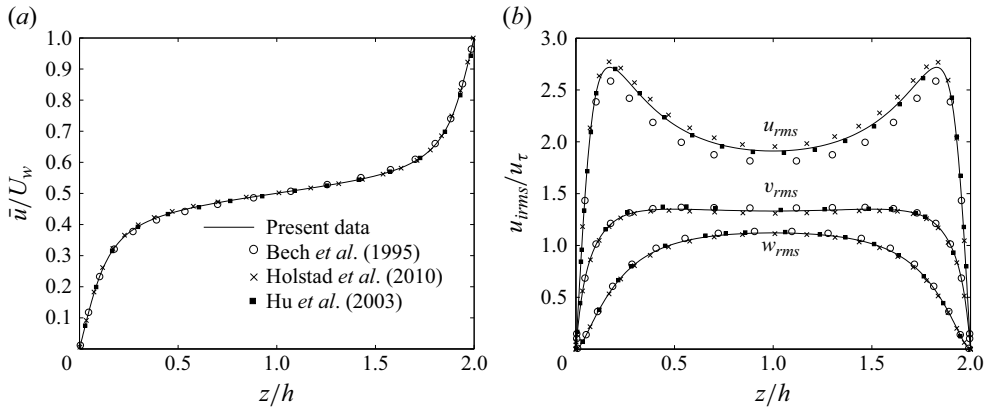 (a)
1.0
0.9
0.8
0.7
0.6
0.5
0.4
0.3
0.2
0.1
0
0.5
1.0
1.5
2.0
ū/U_w
z/h
Present data
Bech et al. (1995)
Holstad et al. (2010)
Hu et al. (2003)
(b)
3.0
2.5
2.0
1.5
1.0
0.5
0
0.5
1.0
1.5
2.0
u_irms/u_τ
z/h
u_rms
v_rms
w_rms